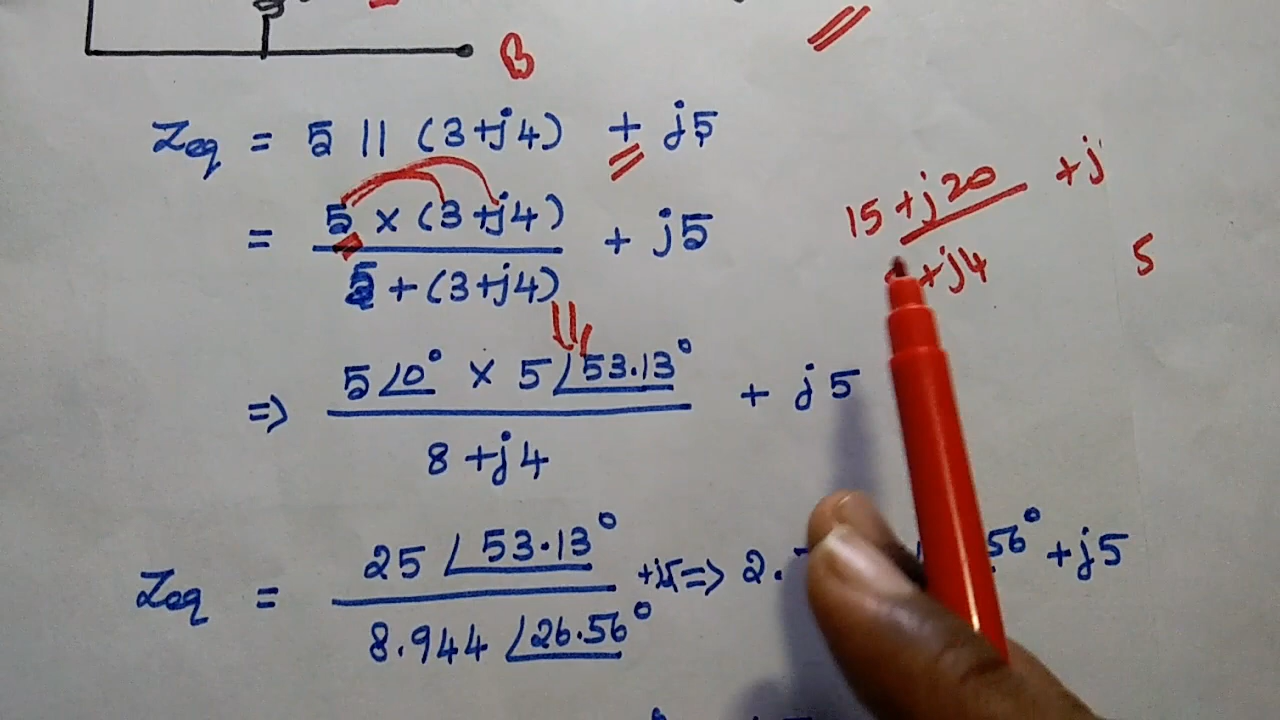 B
Zeq = 5 || (3+j4) + j5
= 5 × (3+j4) / 5 + (3+j4) + j5
15 + j20 / + j4 + j
5
=> 5∠0° × 5∠53.13° / 8 + j4 + j5
Zeq = 25 ∠53.13° / 8.944 ∠26.56° + j5 => 2. 56° + j5